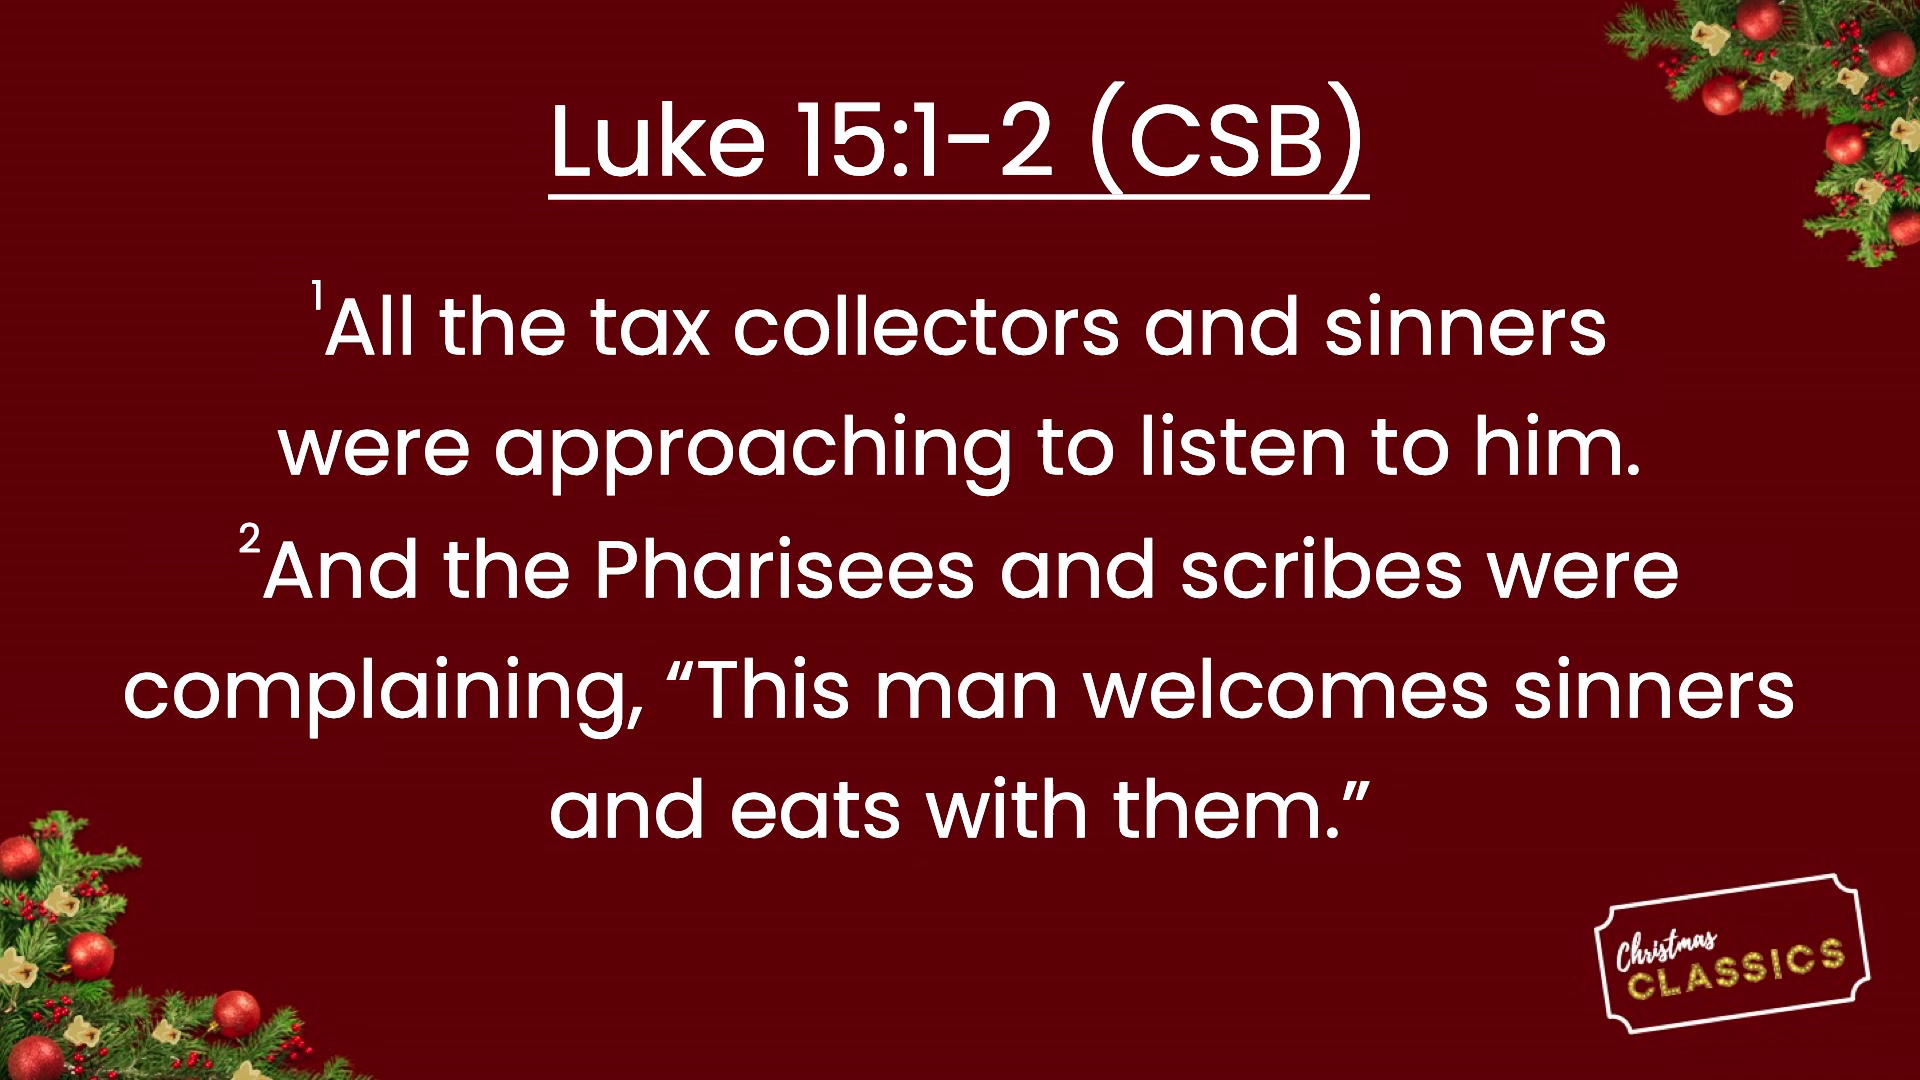 Luke 15:1-2 (CSB)
¹All the tax collectors and sinners
were approaching to listen to him.
²And the Pharisees and scribes were
complaining, “This man welcomes sinners
and eats with them.”
Christmas
CLASSICS